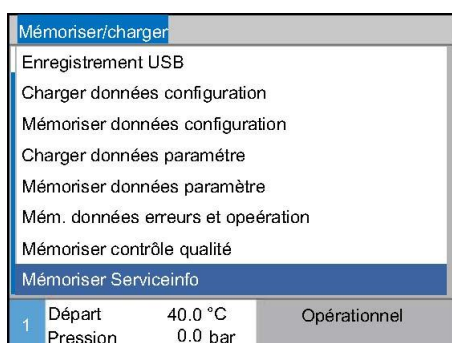 Mémoriser/charger
Enregistrement USB
Charger données configuration
Mémoriser données configuration
Charger données paramétre
Mémoriser données paramètre
Mém. données erreurs et opeération
Mémoriser contrôle qualité
Mémoriser Serviceinfo
1 Départ 40.0 °C Opérationnel
Pression 0.0 bar